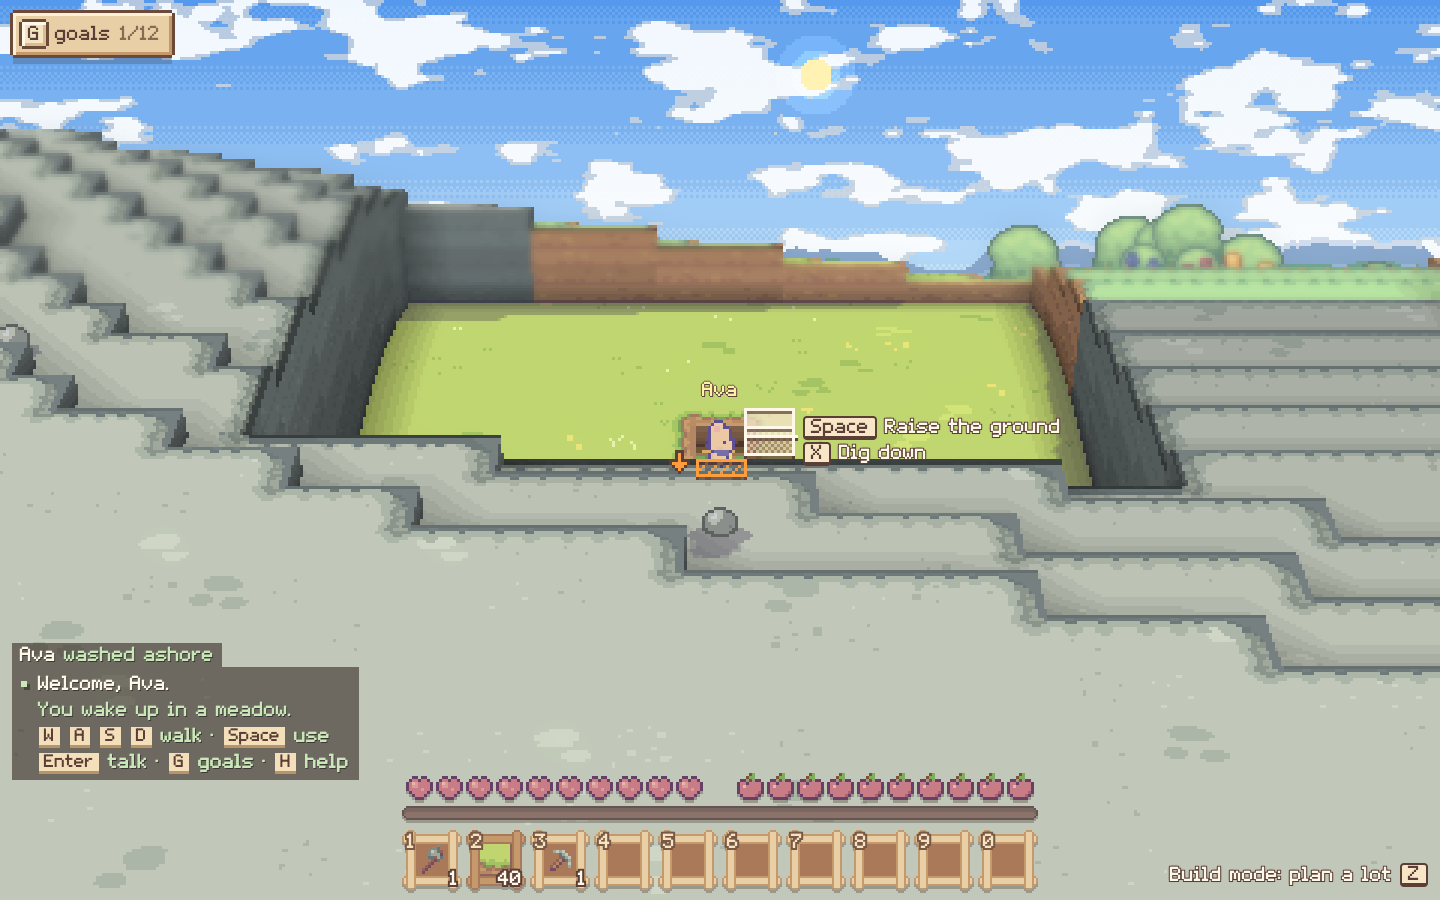 G goals 1/12
Ava
Space Raise the ground
X Dig down
Ava washed ashore
Welcome, Ava.
You wake up in a meadow.
W A S D walk · Space use
Enter talk · G goals · H help
1 2 3 4 5 6 7 8 9 0
1 40 1
Build mode: plan a lot Z